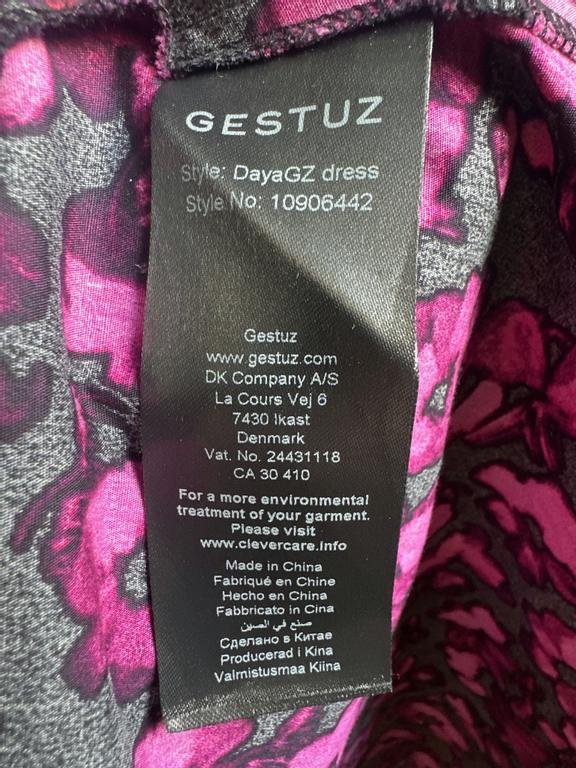 GESTUZ
Style: DayaGZ dress
Style No: 10906442
Gestuz
www.gestuz.com
DK Company A/S
La Cours Vej 6
7430 Ikast
Denmark
Vat. No. 24431118
CA 30 410
For a more environmental
treatment of your garment.
Please visit
www.clevercare.info
Made in China
Fabriqué en Chine
Hecho en China
Fabbricato in Cina
صنع في الصين
Сделано в Китае
Producerad i Kina
Valmistusmaa Kiina